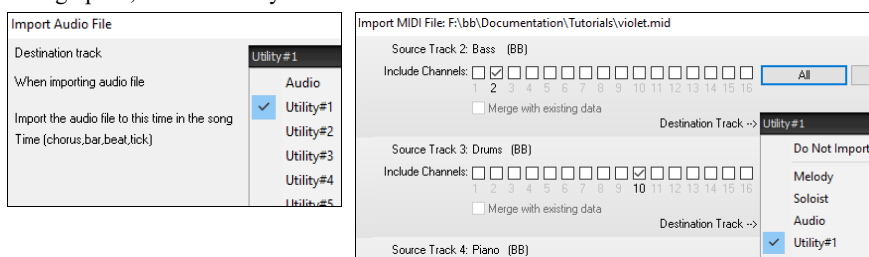 Import Audio File
Destination track
Utility#1
When importing audio file
Audio
✓ Utility#1
Import the audio file to this time in the song
Utility#2
Time (chorus,bar,beat,tick)
Utility#3
Utility#4
Utility#5
Import MIDI File: F:\bb\Documentation\Tutorials\violet.mid
Source Track 2: Bass (BB)
Include Channels:
All
1 2 3 4 5 6 7 8 9 10 11 12 13 14 15 16
Merge with existing data
Destination Track -->
Utility#1
Source Track 3: Drums (BB)
Do Not Import
Include Channels:
Melody
1 2 3 4 5 6 7 8 9 10 11 12 13 14 15 16
Soloist
Merge with existing data
Destination Track -->
Audio
✓ Utility#1
Source Track 4: Piano (BB)